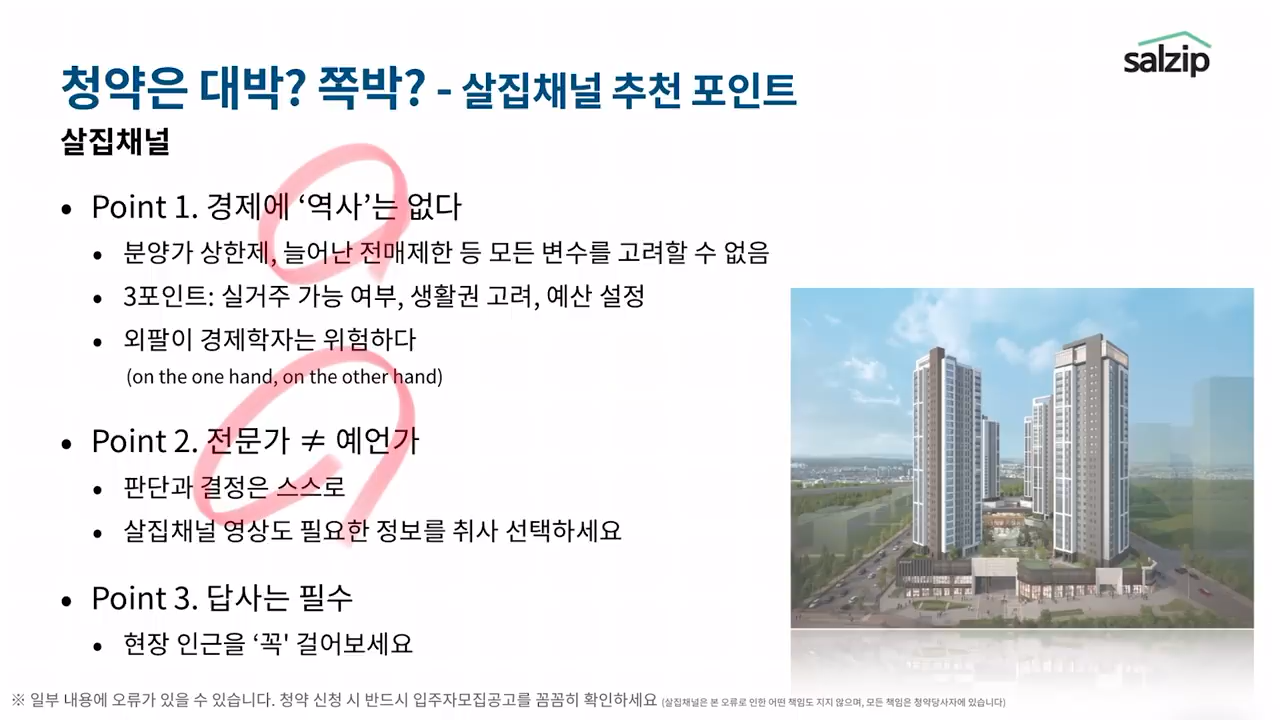 salzip
청약은 대박? 쪽박? - 살집채널 추천 포인트
살집채널
• Point 1. 경제에 ‘역사’는 없다
• 분양가 상한제, 늘어난 전매제한 등 모든 변수를 고려할 수 없음
• 3포인트: 실거주 가능 여부, 생활권 고려, 예산 설정
• 외팔이 경제학자는 위험하다
(on the one hand, on the other hand)
• Point 2. 전문가 ≠ 예언가
• 판단과 결정은 스스로
• 살집채널 영상도 필요한 정보를 취사 선택하세요
• Point 3. 답사는 필수
• 현장 인근을 ‘꼭' 걸어보세요
※ 일부 내용에 오류가 있을 수 있습니다. 청약 신청 시 반드시 입주자모집공고를 꼼꼼히 확인하세요 (살집채널은 본 오류로 인한 어떤 책임도 지지 않으며, 모든 책임은 청약당사자에 있습니다)